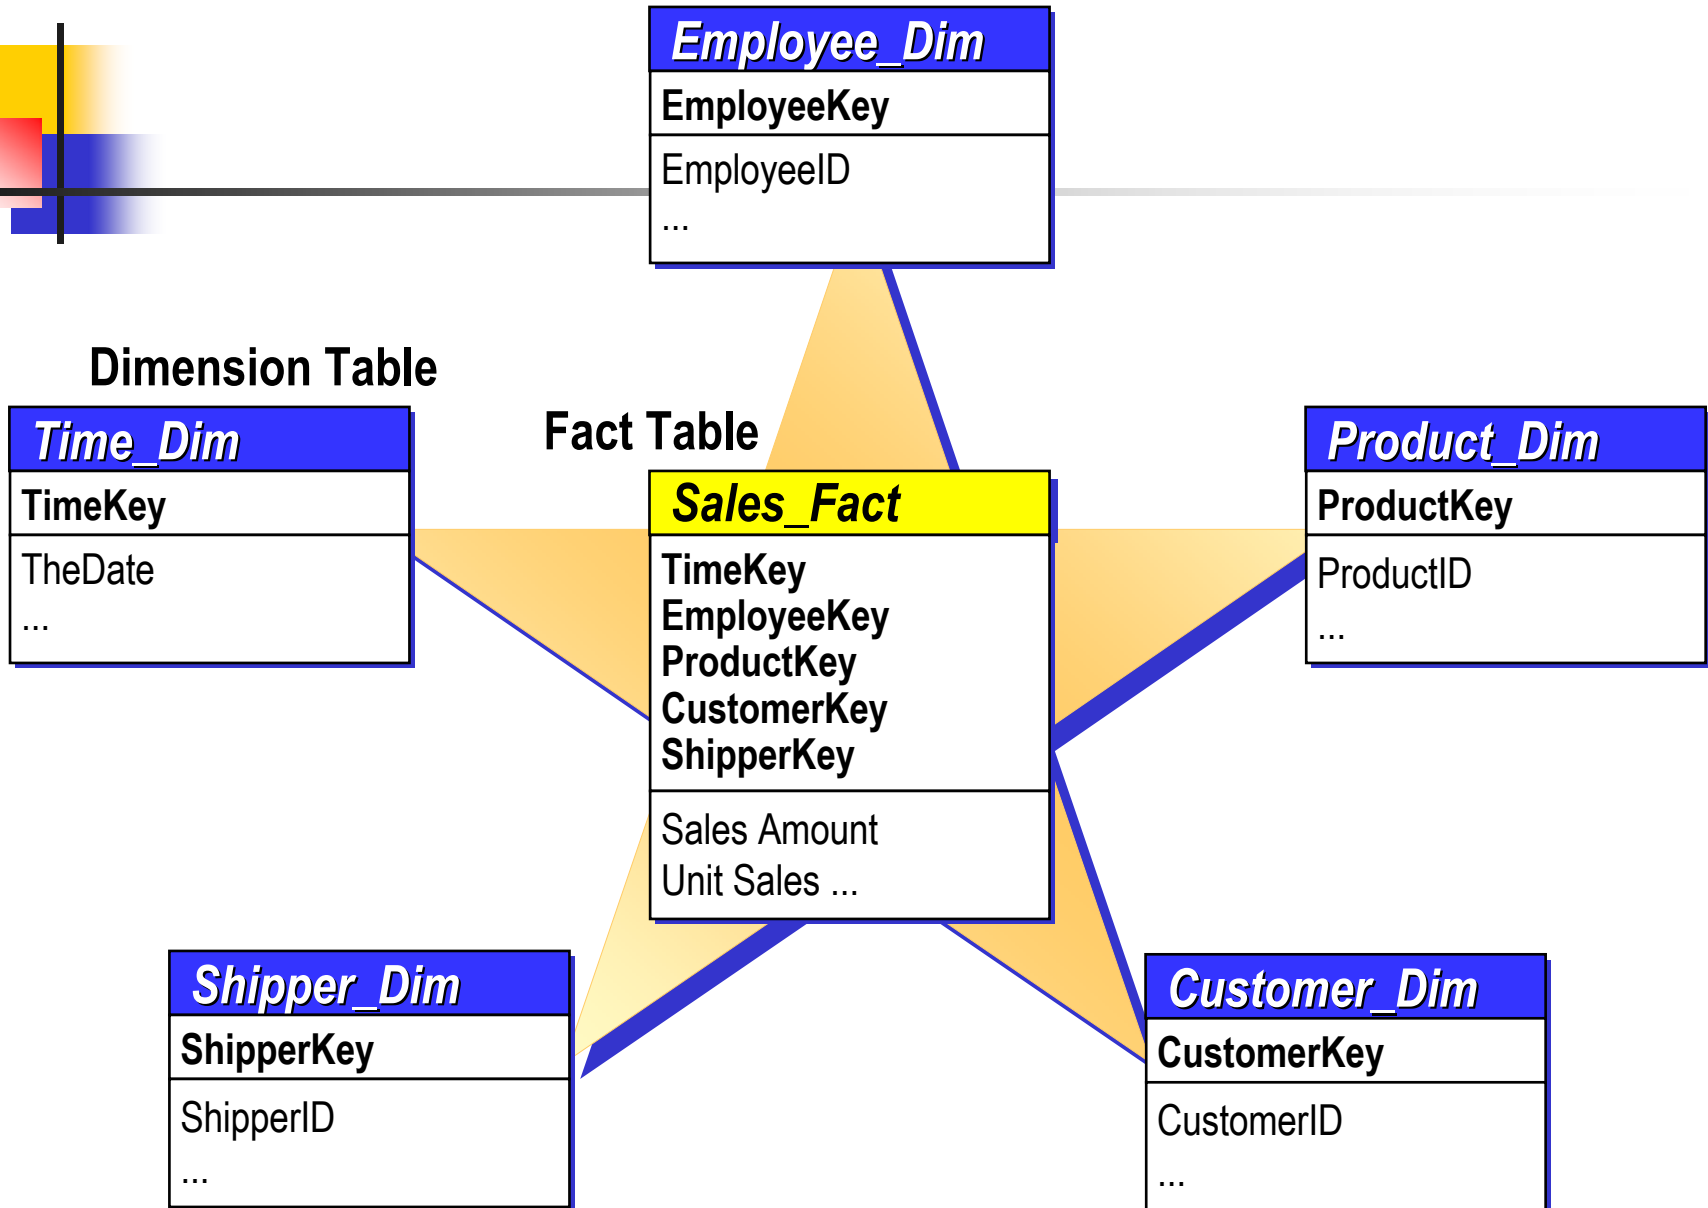 Employee_Dim
EmployeeKey
EmployeeID
...
Dimension Table
Time_Dim
TimeKey
TheDate
...
Fact Table
Sales_Fact
TimeKey
EmployeeKey
ProductKey
CustomerKey
ShipperKey
Sales Amount
Unit Sales ...
Product_Dim
ProductKey
ProductID
...
Shipper_Dim
ShipperKey
ShipperID
...
Customer_Dim
CustomerKey
CustomerID
...